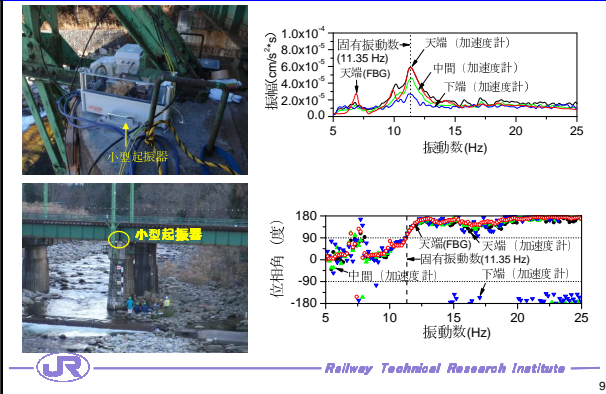 小型起振器
小型起振器
振幅(cm/s²*s)
1.0x10⁻⁴
8.0x10⁻⁵
6.0x10⁻⁵
4.0x10⁻⁵
2.0x10⁻⁵
0.0
固有振動数
(11.35 Hz)
天端(FBG)
天端（加速度計）
中間（加速度計）
下端（加速度計）
5 10 15 20 25
振動数(Hz)
位相角（度）
180
90
0
-90
-180
天端(FBG)
天端（加速度計）
固有振動数(11.35 Hz)
中間（加速度計）
下端（加速度計）
5 10 15 20 25
振動数(Hz)
JR
Railway Technical Research Institute
9